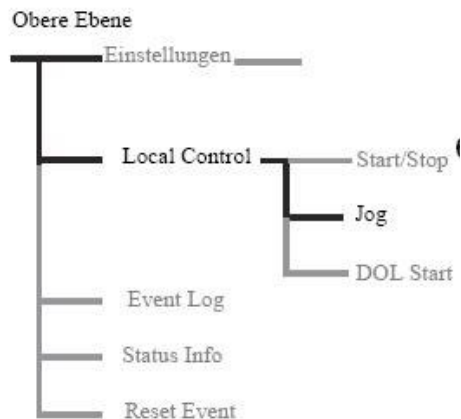 Obere Ebene
Einstellungen
Local Control
Start/Stop
Jog
DOL Start
Event Log
Status Info
Reset Event